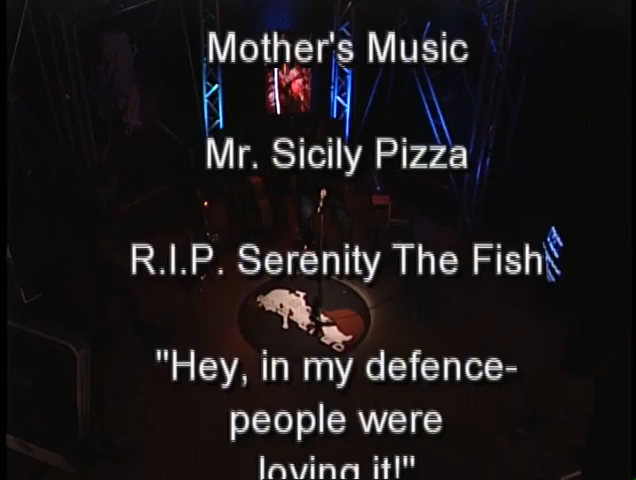 Mother's Music
Mr. Sicily Pizza
R.I.P. Serenity The Fish
"Hey, in my defence-
people were
loving it!"